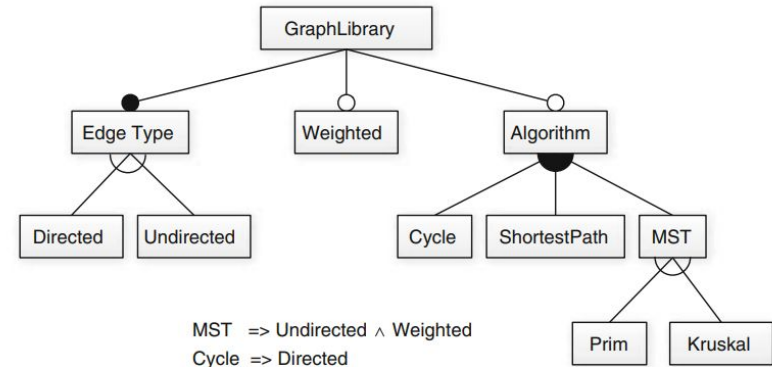 GraphLibrary
Edge Type
Weighted
Algorithm
Directed
Undirected
Cycle
ShortestPath
MST
MST => Undirected ∧ Weighted
Cycle => Directed
Prim
Kruskal